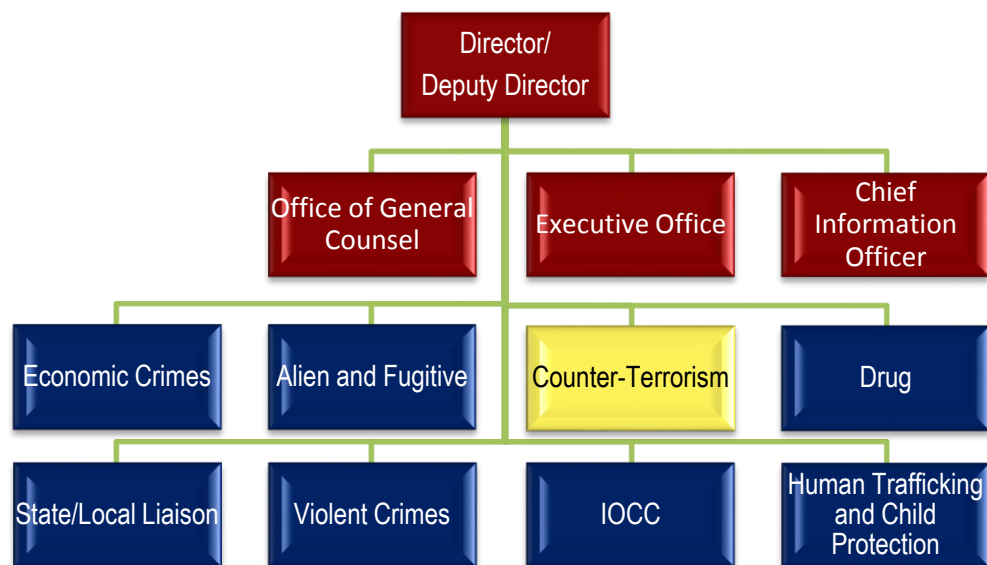 Director/
Deputy Director
Office of General
Counsel
Executive Office
Chief
Information
Officer
Economic Crimes
Alien and Fugitive
Counter-Terrorism
Drug
State/Local Liaison
Violent Crimes
IOCC
Human Trafficking
and Child
Protection